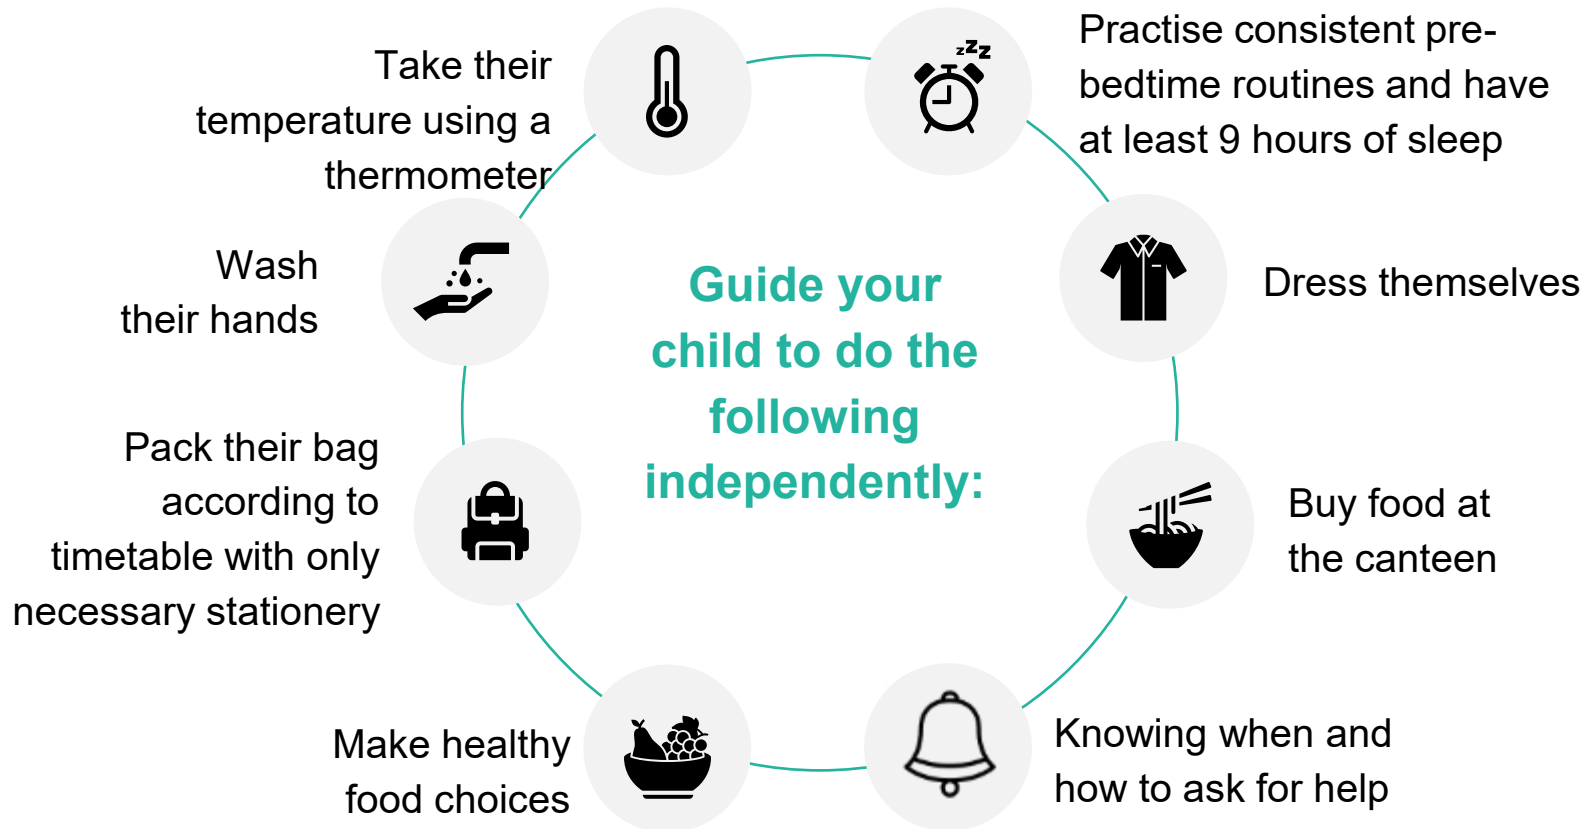 Guide your
child to do the
following
independently:
Practise consistent pre-
bedtime routines and have
at least 9 hours of sleep
Dress themselves
Buy food at
the canteen
Knowing when and
how to ask for help
Make healthy
food choices
Pack their bag
according to
timetable with only
necessary stationery
Wash
their hands
Take their
temperature using a
thermometer
zzZ